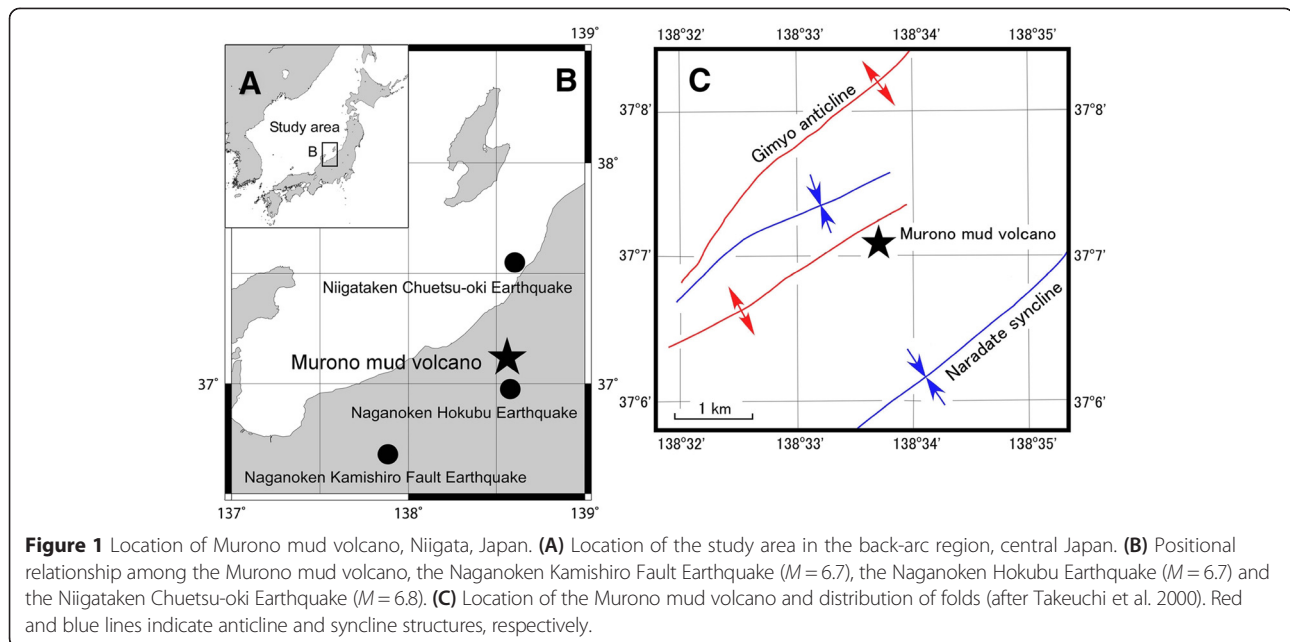 139°
A
B
Study area
B
38°
Niigataken Chuetsu-oki Earthquake
Murono mud volcano
37°
37°
Naganoken Hokubu Earthquake
Naganoken Kamishiro Fault Earthquake
137°
138°
139°
138°32'
138°33'
138°34'
138°35'
C
37°8'
37°8'
Gimyo anticline
Murono mud volcano
37°7'
37°7'
Naradate syncline
37°6'
37°6'
1 km
138°32'
138°33'
138°34'
138°35'
Figure 1 Location of Murono mud volcano, Niigata, Japan. (A) Location of the study area in the back-arc region, central Japan. (B) Positional
relationship among the Murono mud volcano, the Naganoken Kamishiro Fault Earthquake (M = 6.7), the Naganoken Hokubu Earthquake (M = 6.7) and
the Niigataken Chuetsu-oki Earthquake (M = 6.8). (C) Location of the Murono mud volcano and distribution of folds (after Takeuchi et al. 2000). Red
and blue lines indicate anticline and syncline structures, respectively.